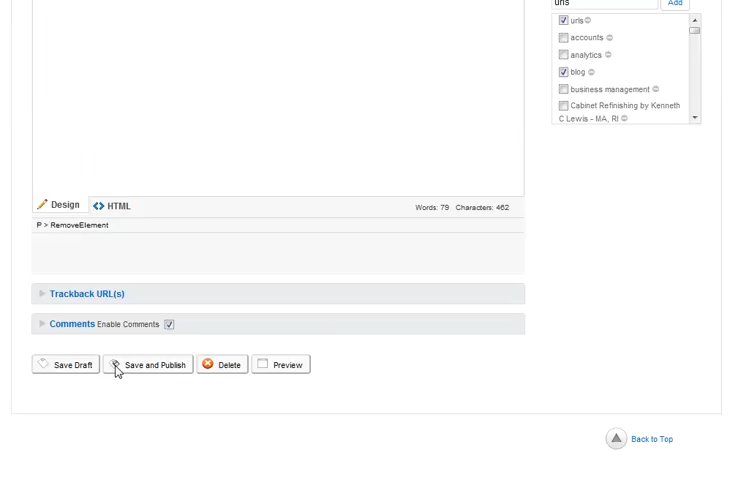 urls
Add
urls
accounts
analytics
blog
business management
Cabinet Refinishing by Kenneth
C Lewis - MA, RI
Design
HTML
Words: 79 Characters: 462
P > RemoveElement
Trackback URL(s)
Comments Enable Comments
Save Draft
Save and Publish
Delete
Preview
Back to Top